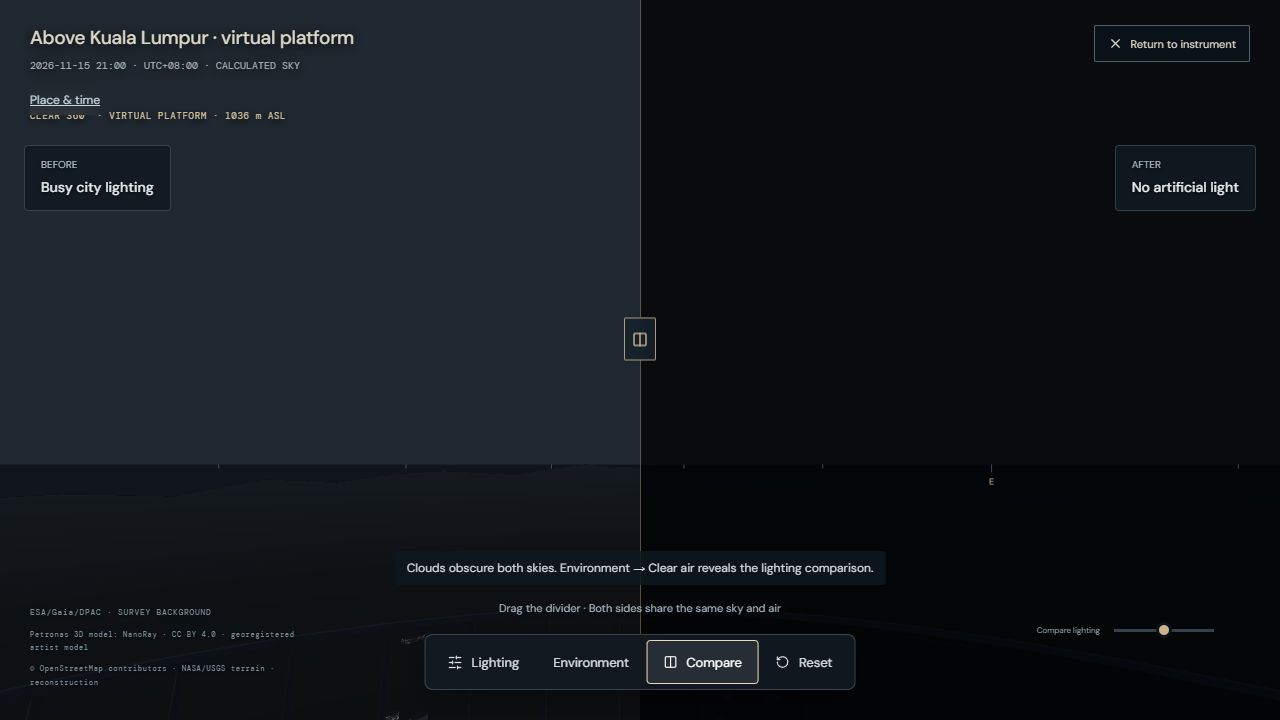 Above Kuala Lumpur · virtual platform
2026-11-15 21:00 · UTC+08:00 · CALCULATED SKY
Return to instrument
Place & time
CLEAR 360° · VIRTUAL PLATFORM · 1036 m ASL
BEFORE
Busy city lighting
AFTER
No artificial light
E
Clouds obscure both skies. Environment → Clear air reveals the lighting comparison.
Drag the divider · Both sides share the same sky and air
ESA/Gaia/DPAC · SURVEY BACKGROUND
Petronas 3D model: NanoRay · CC BY 4.0 · georegistered
artist model
© OpenStreetMap contributors · NASA/USGS terrain ·
reconstruction
Compare lighting
Lighting
Environment
Compare
Reset